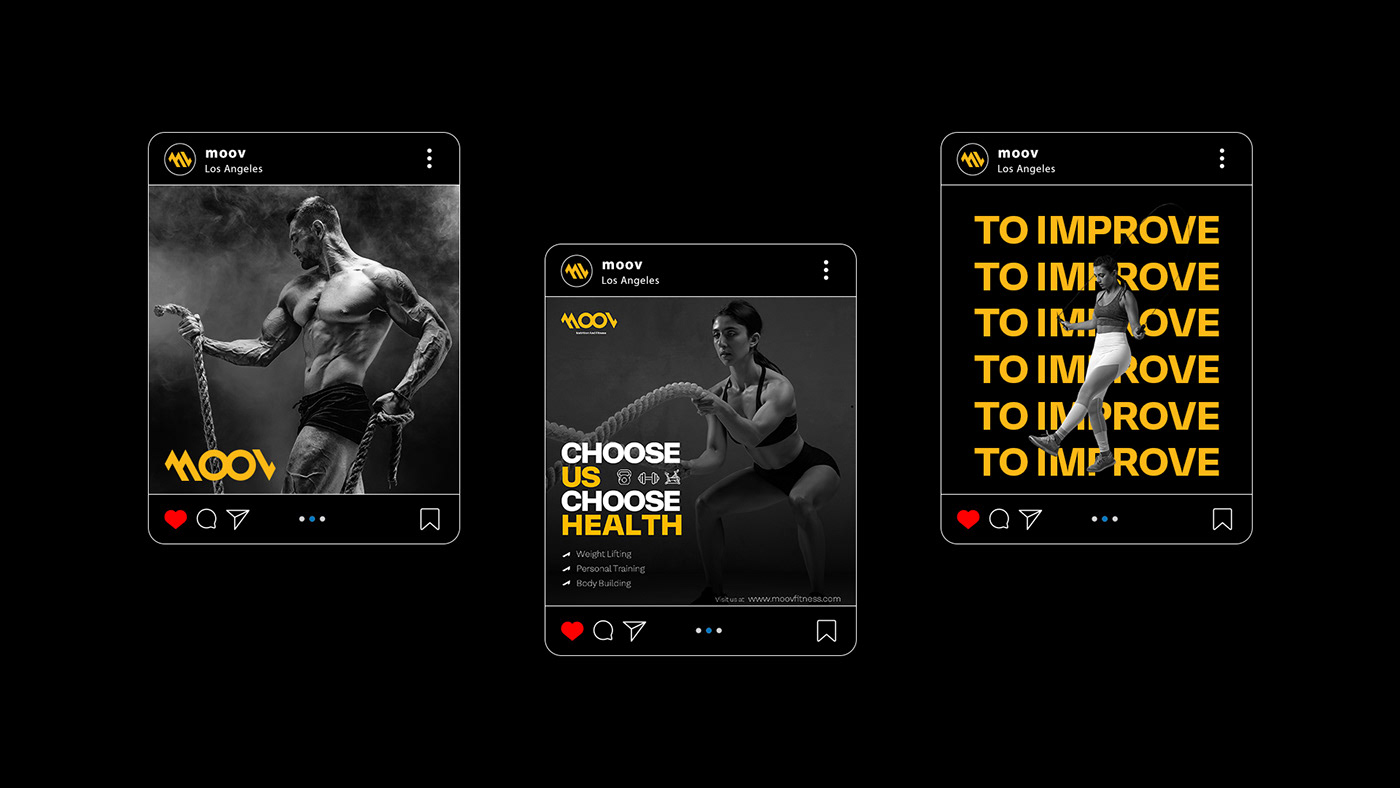 moov
Los Angeles
MOOV
moov
Los Angeles
MOOV
CHOOSE
US
CHOOSE
HEALTH
Weight Lifting
Personal Training
Body Building
Visit us at www.moovfitness.com
moov
Los Angeles
TO IMPROVE
TO IMPROVE
TO IMPROVE
TO IMPROVE
TO IMPROVE
TO IMPROVE